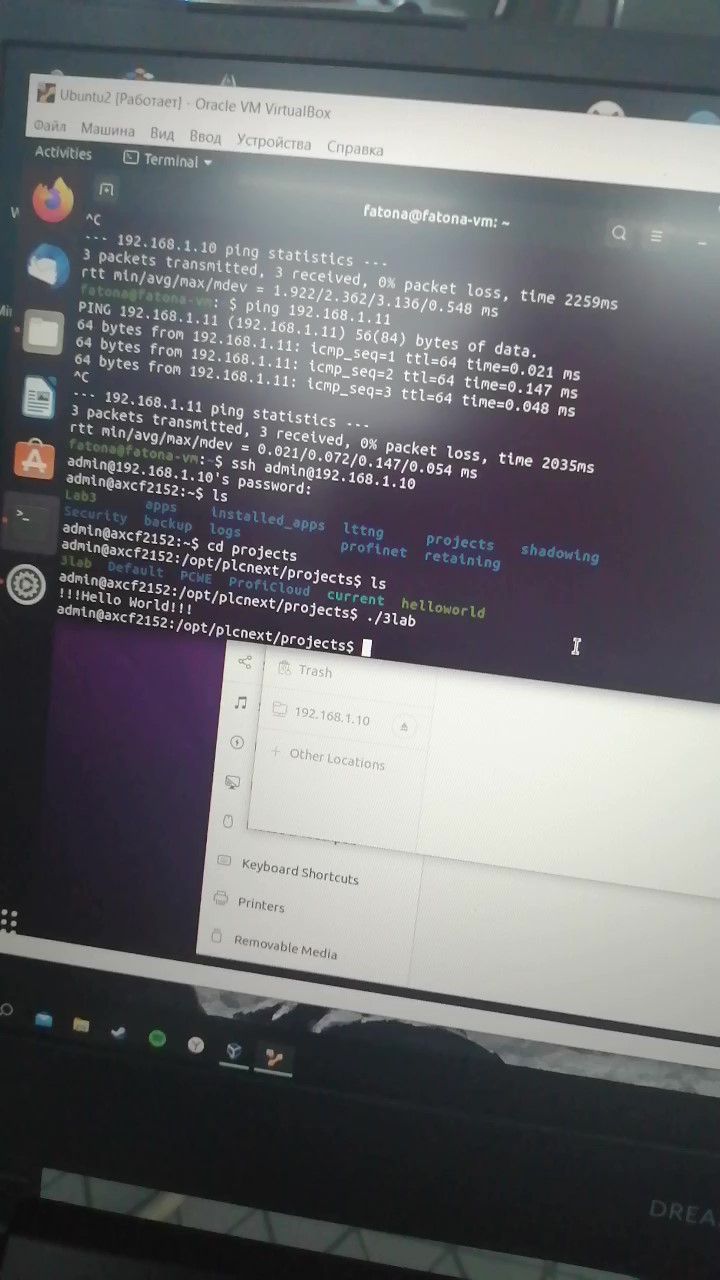 Ubuntu2 [Работает] - Oracle VM VirtualBox
Файл Машина Вид Ввод Устройства Справка
Activities Terminal
fatona@fatona-vm: ~
^C
--- 192.168.1.10 ping statistics ---
3 packets transmitted, 3 received, 0% packet loss, time 2259ms
rtt min/avg/max/mdev = 1.922/2.362/3.136/0.548 ms
fatona@fatona-vm:~$ ping 192.168.1.11
PING 192.168.1.11 (192.168.1.11) 56(84) bytes of data.
64 bytes from 192.168.1.11: icmp_seq=1 ttl=64 time=0.021 ms
64 bytes from 192.168.1.11: icmp_seq=2 ttl=64 time=0.147 ms
64 bytes from 192.168.1.11: icmp_seq=3 ttl=64 time=0.048 ms
^C
--- 192.168.1.11 ping statistics ---
3 packets transmitted, 3 received, 0% packet loss, time 2035ms
rtt min/avg/max/mdev = 0.021/0.072/0.147/0.054 ms
fatona@fatona-vm:~$ ssh admin@192.168.1.10
admin@192.168.1.10's password:
admin@axcf2152:~$ ls
Lab3 apps installed_apps lttng projects shadowing
Security backup logs profinet retaining
admin@axcf2152:~$ cd projects
admin@axcf2152:/opt/plcnext/projects$ ls
3lab Default PCWE ProfiCloud current helloworld
admin@axcf2152:/opt/plcnext/projects$ ./3lab
!!!Hello World!!!
admin@axcf2152:/opt/plcnext/projects$
Trash
192.168.1.10
Other Locations
Keyboard Shortcuts
Printers
Removable Media